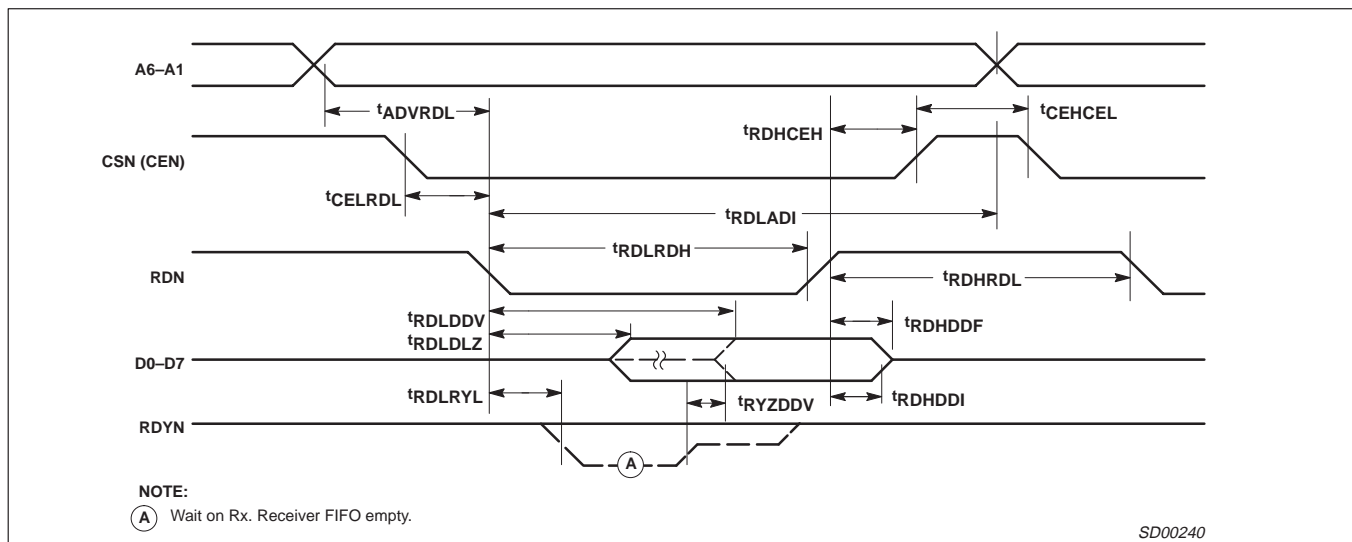 A6–A1
tADVRDL
tRDHCEH
tCEHCEL
CSN (CEN)
tCELRDL
tRDLADI
tRDLRDH
RDN
tRDHRDL
tRDLDDV
tRDHDDF
tRDLDLZ
D0–D7
tRDLRYL
tRYZDDV
tRDHDDI
RDYN
A
NOTE:
A Wait on Rx. Receiver FIFO empty.
SD00240